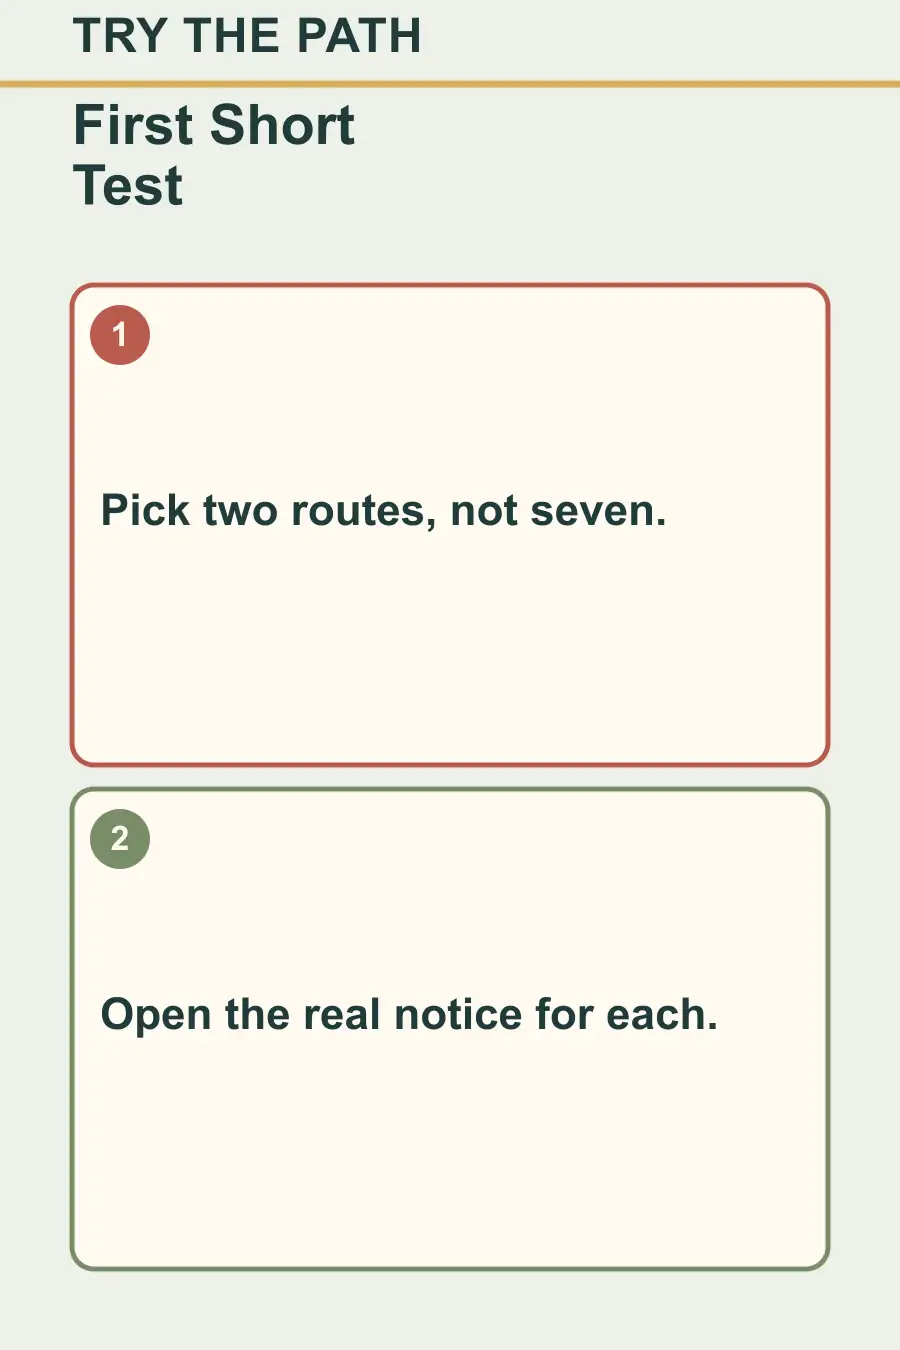 TRY THE PATH
First Short
Test
1
Pick two routes, not seven.
2
Open the real notice for each.